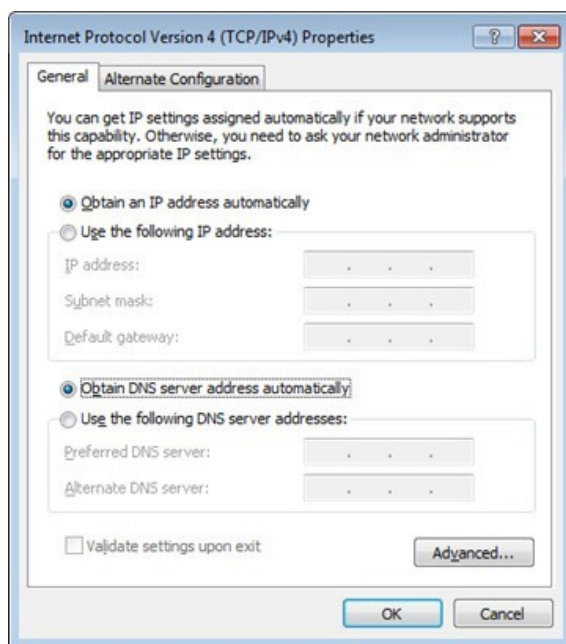 Internet Protocol Version 4 (TCP/IPv4) Properties
General
Alternate Configuration
You can get IP settings assigned automatically if your network supports
this capability. Otherwise, you need to ask your network administrator
for the appropriate IP settings.
Obtain an IP address automatically
Use the following IP address:
IP address:
Subnet mask:
Default gateway:
Obtain DNS server address automatically
Use the following DNS server addresses:
Preferred DNS server:
Alternate DNS server:
Validate settings upon exit
Advanced...
OK
Cancel